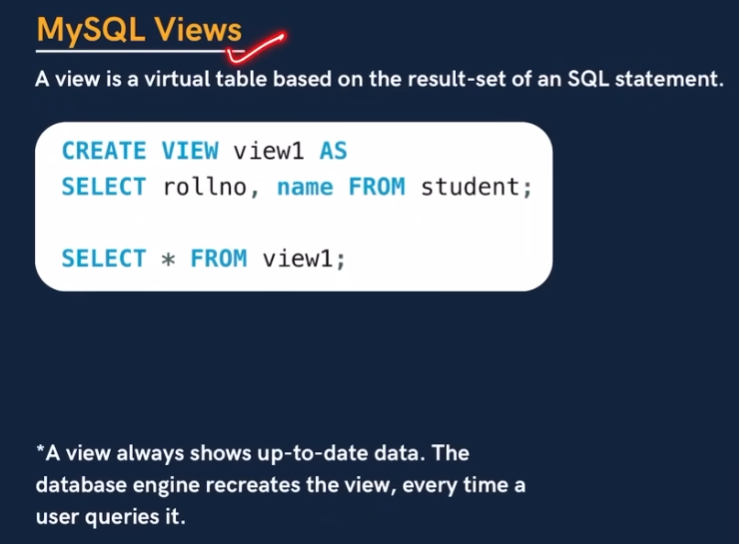 MySQL Views
A view is a virtual table based on the result-set of an SQL statement.
CREATE VIEW view1 AS
SELECT rollno, name FROM student;
SELECT * FROM view1;
*A view always shows up-to-date data. The
database engine recreates the view, every time a
user queries it.